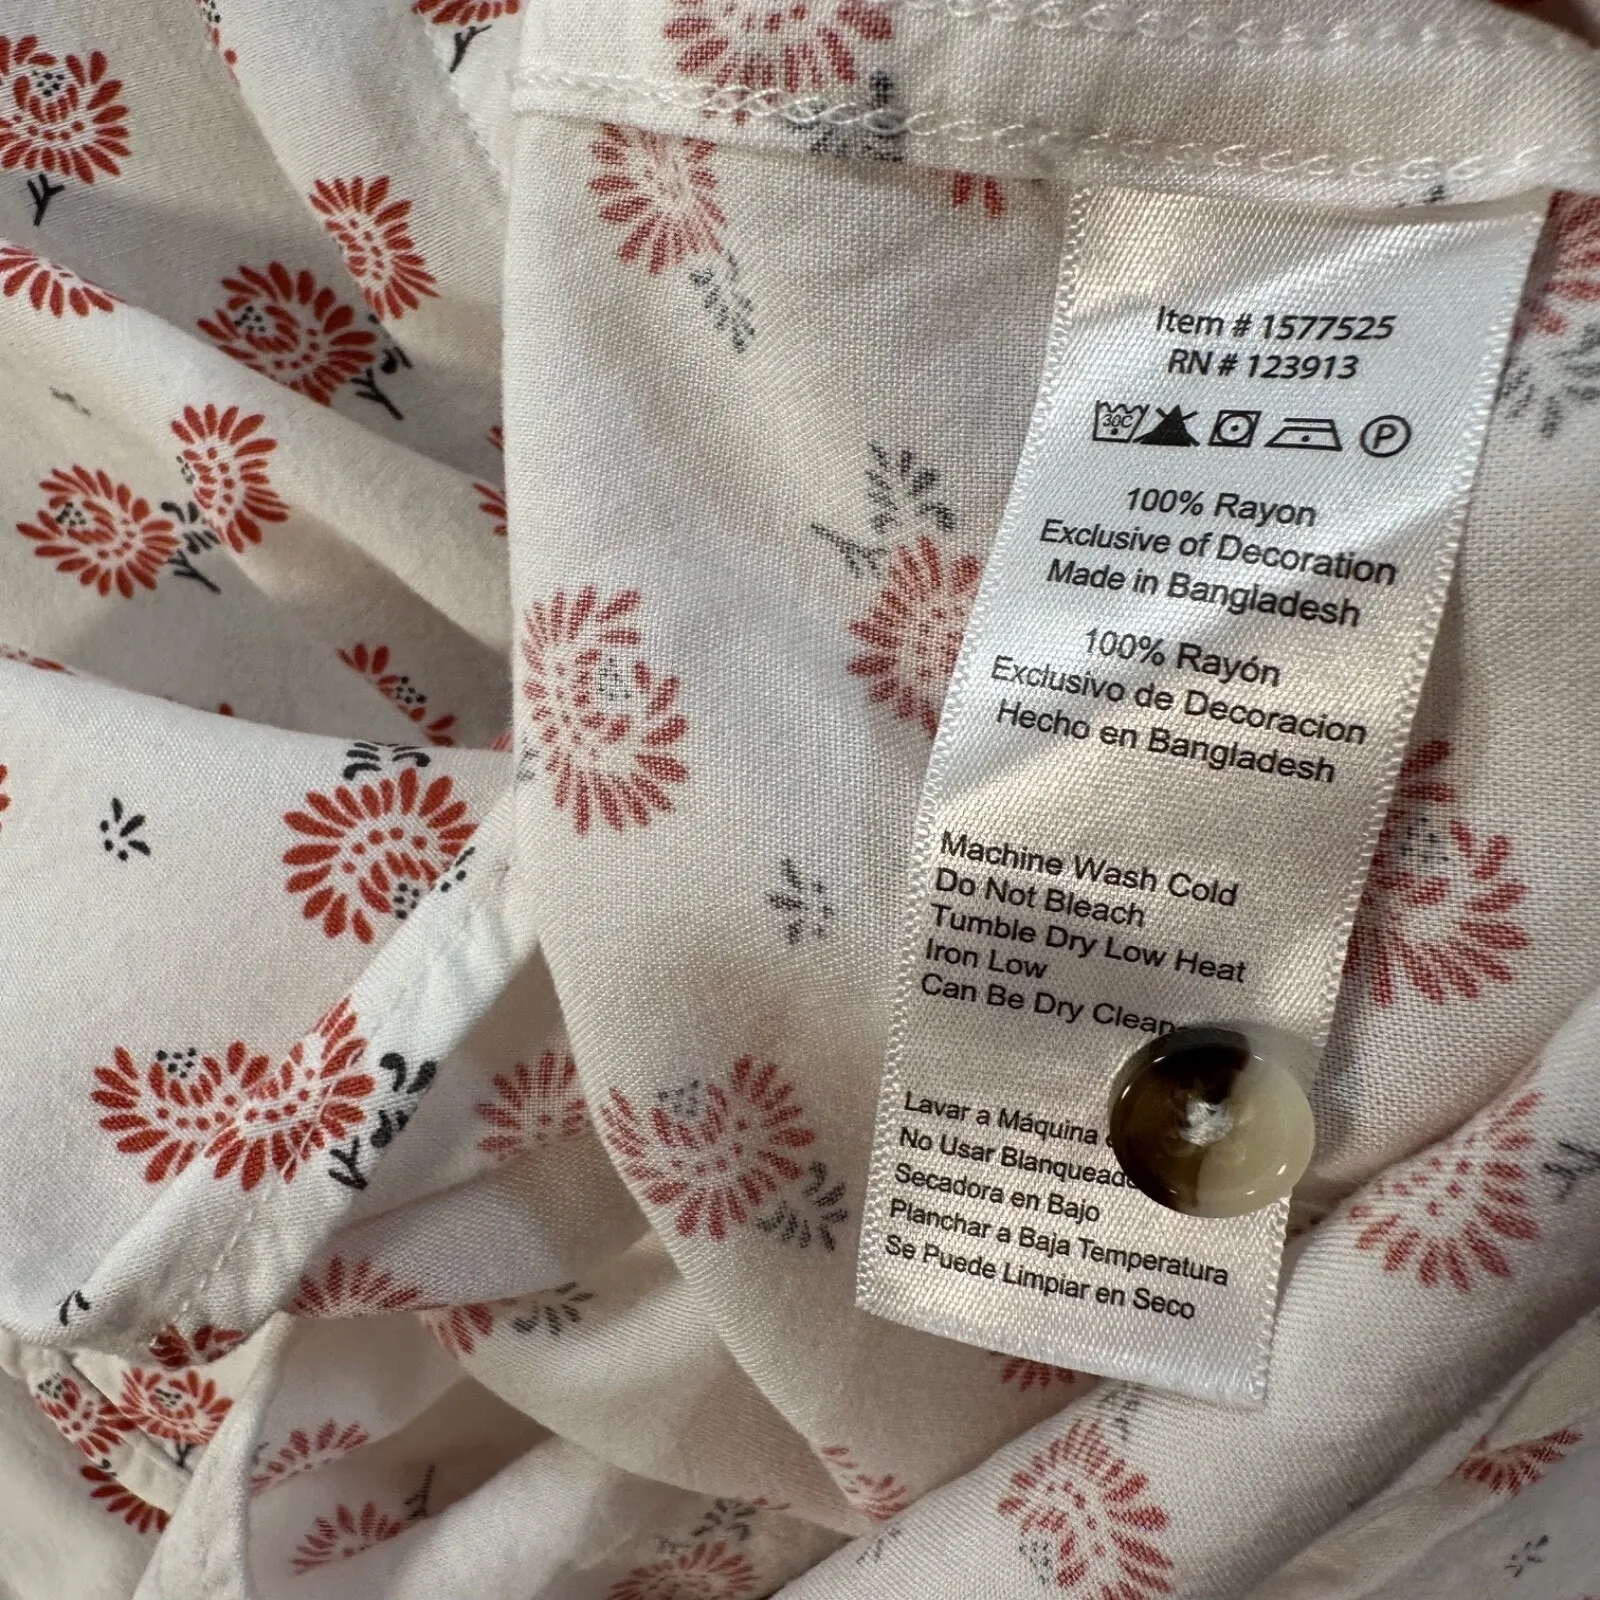 Item # 1577525
RN # 123913
30C P
100% Rayon
Exclusive of Decoration
Made in Bangladesh
100% Rayón
Exclusivo de Decoracion
Hecho en Bangladesh
Machine Wash Cold
Do Not Bleach
Tumble Dry Low Heat
Iron Low
Can Be Dry Clean
Lavar a Máquina
No Usar
Secadora en Bajo
Planchar a Baja Temperatura
Se Puede Limpiar en Seco